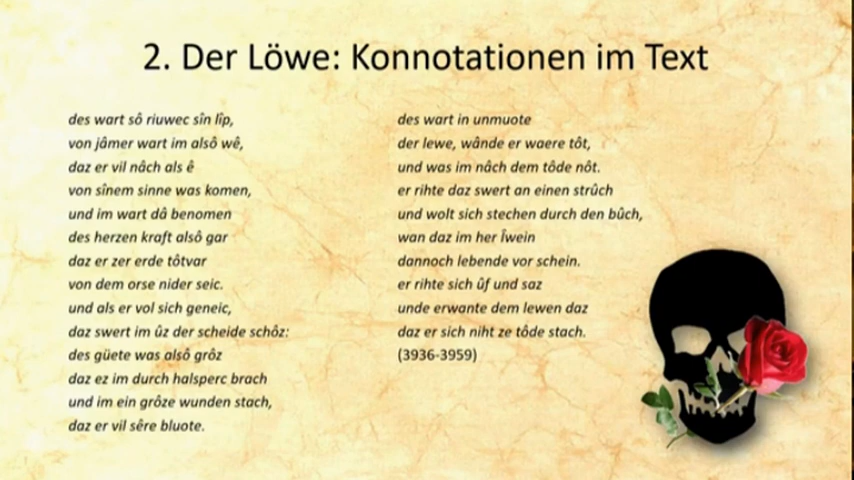 2. Der Löwe: Konnotationen im Text
des wart sô riuwec sîn lîp,
von jâmer wart im alsô wê,
daz er vil nâch als ê
von sînem sinne was komen,
und im wart dâ benomen
des herzen kraft alsô gar
daz er zer erde tôtvar
von dem orse nider seic.
und als er vol sich geneic,
daz swert im ûz der scheide schôz:
des güete was alsô grôz
daz ez im durch halsperc brach
und im ein grôze wunden stach,
daz er vil sêre bluote.
des wart in unmuote
der lewe, wânde er waere tôt,
und was im nâch dem tôde nôt.
er rihte daz swert an einen strûch
und wolt sich stechen durch den bûch,
wan daz im her Îwein
dannoch lebende vor schein.
er rihte sich ûf und saz
unde erwante dem lewen daz
daz er sich niht ze tôde stach.
(3936-3959)